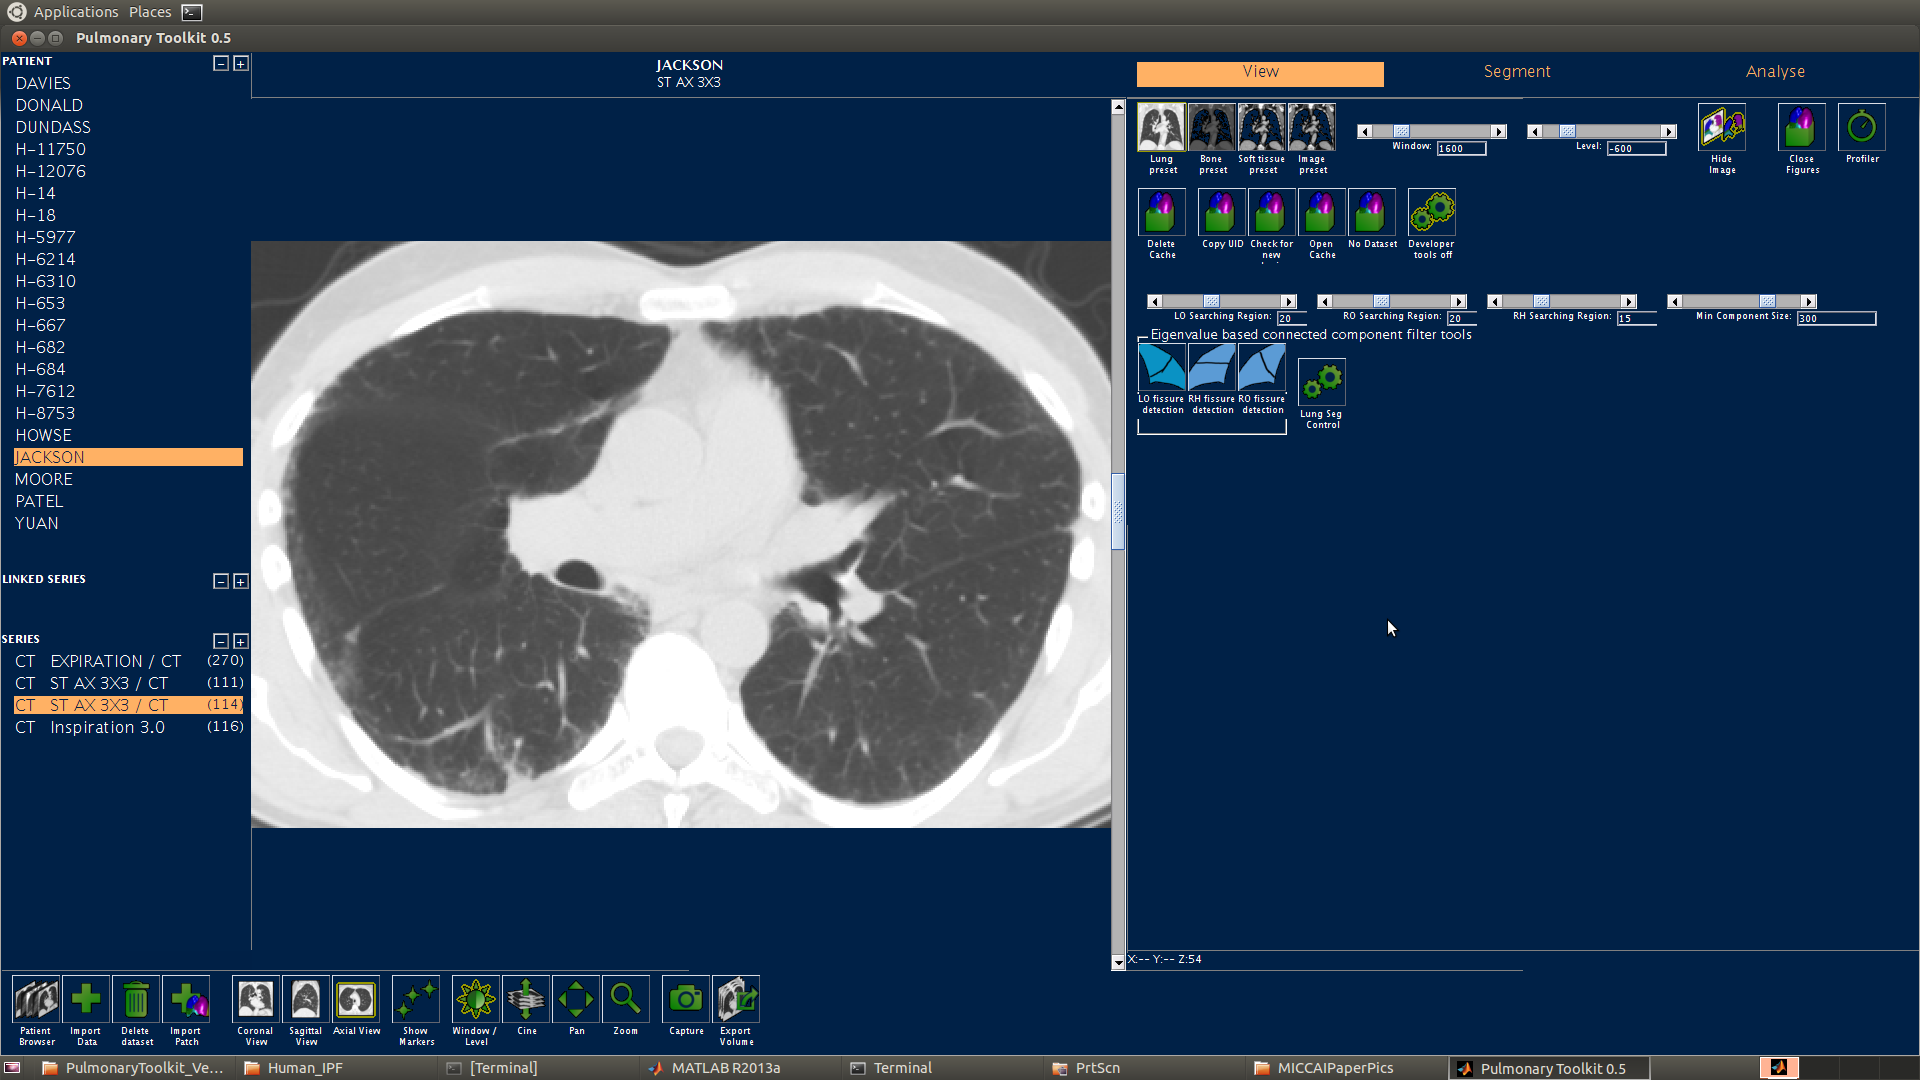 Applications Places
Pulmonary Toolkit 0.5
PATIENT
DAVIES
DONALD
DUNDASS
H-11750
H-12076
H-14
H-18
H-5977
H-6214
H-6310
H-653
H-667
H-682
H-684
H-7612
H-8753
HOWSE
JACKSON
MOORE
PATEL
YUAN
LINKED SERIES
SERIES
CT EXPIRATION / CT (270)
CT ST AX 3X3 / CT (111)
CT ST AX 3X3 / CT (114)
CT Inspiration 3.0 (116)
JACKSON
ST AX 3X3
View Segment Analyse
Lung preset
Bone preset
Soft tissue preset
Image preset
Window: 1600
Level: -600
Hide Image
Close Figures
Profiler
Delete Cache
Copy UID
Check for new
Open Cache
No Dataset
Developer tools off
LO Searching Region: 20
RO Searching Region: 20
RH Searching Region: 15
Min Component Size: 300
Eigenvalue based connected component filter tools
LO fissure detection
RH fissure detection
RO fissure detection
Lung Seg Control
X:-- Y:-- Z:54
Patient Browser
Import Data
Delete dataset
Import Patch
Coronal View
Sagittal View
Axial View
Show Markers
Window / Level
Cine
Pan
Zoom
Capture
Export Volume
PulmonaryToolkit_Ve...
Human_IPF
[Terminal]
MATLAB R2013a
Terminal
PrtScn
MICCAIPaperPics
Pulmonary Toolkit 0.5